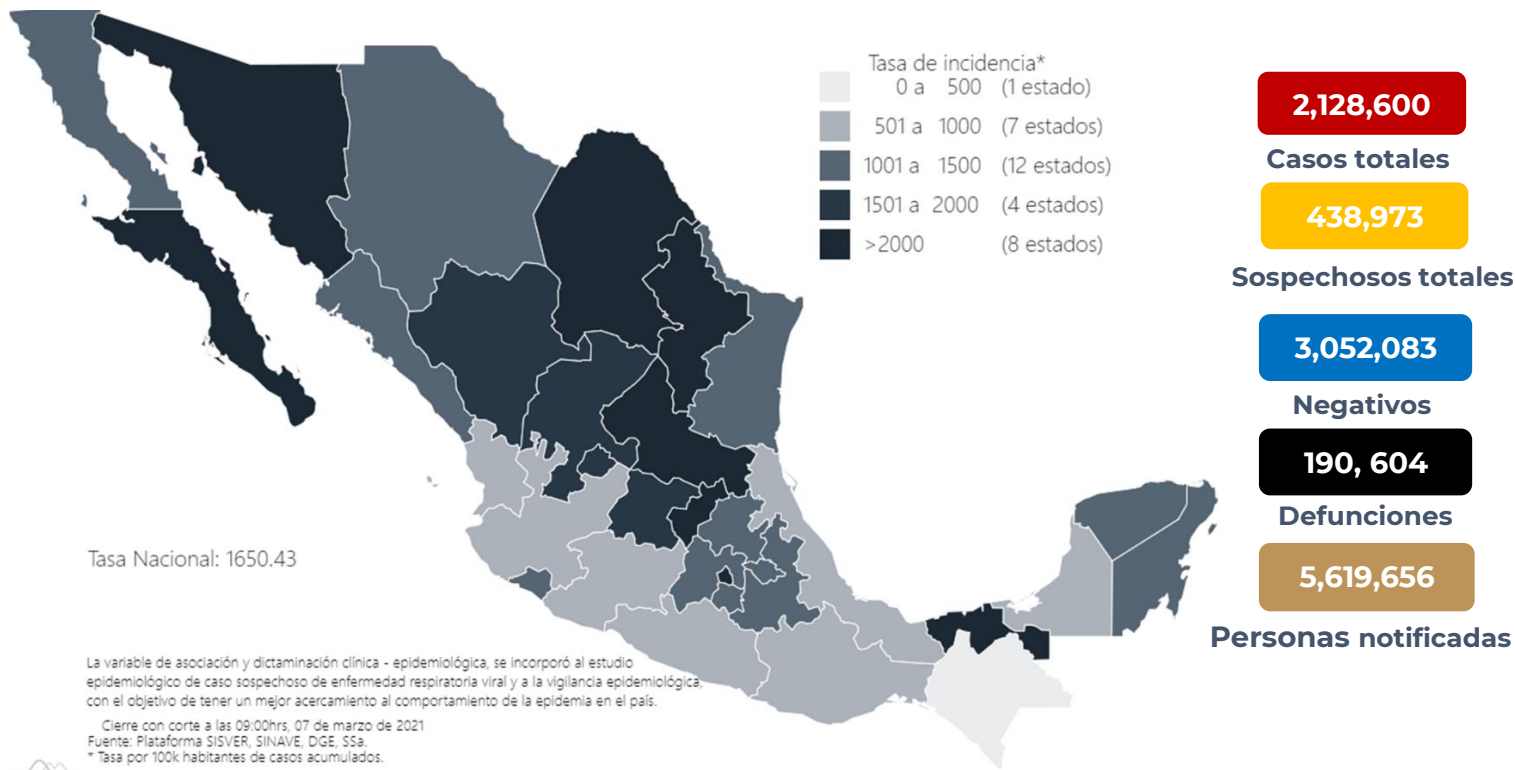 Tasa de incidencia*
0 a 500 (1 estado)
501 a 1000 (7 estados)
1001 a 1500 (12 estados)
1501 a 2000 (4 estados)
>2000 (8 estados)
2,128,600
Casos totales
438,973
Sospechosos totales
3,052,083
Negativos
190, 604
Defunciones
5,619,656
Personas notificadas
Tasa Nacional: 1650.43
La variable de asociación y dictaminación clínica - epidemiológica, se incorporó al estudio
epidemiológico de caso sospechoso de enfermedad respiratoria viral y a la vigilancia epidemiológica,
con el objetivo de tener un mejor acercamiento al comportamiento de la epidemia en el país.
Cierre con corte a las 09:00hrs, 07 de marzo de 2021
Fuente: Plataforma SISVER, SINAVE, DGE, SSa.
* Tasa por 100k habitantes de casos acumulados.